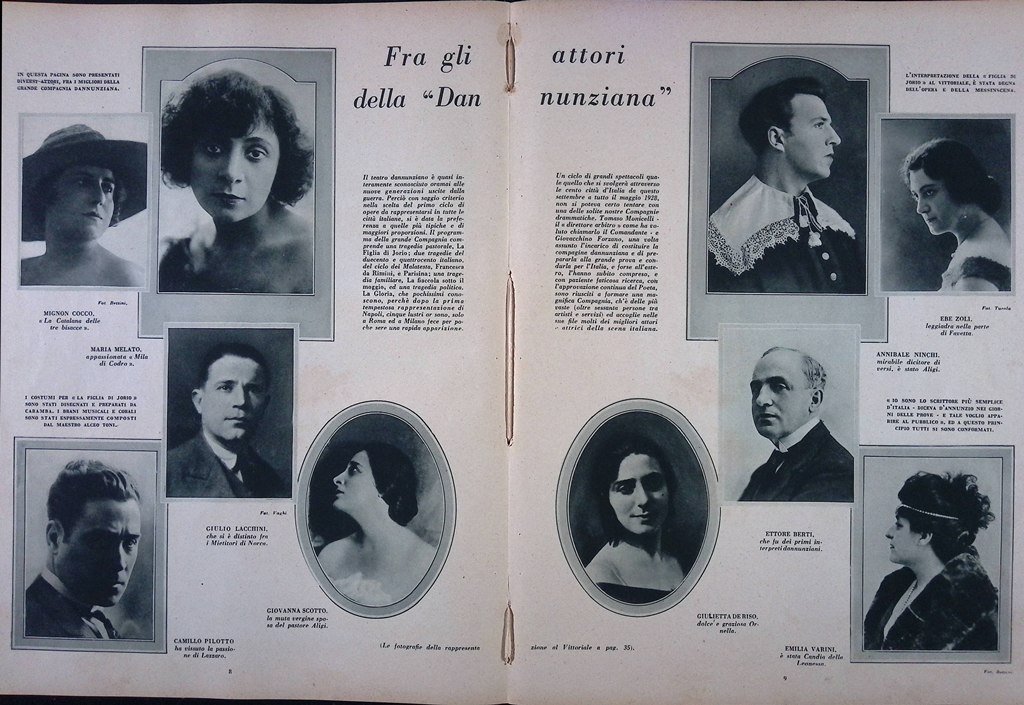 Fra gli attori
della "Dan nunziana"
IN QUESTA PAGINA SONO PRESENTATI
DIVERSI ATTORI, FRA I MIGLIORI DELLA
GRANDE COMPAGNIA DANNUNZIANA.
Fot. Bettini,
MIGNON COCCO,
« La Catalana delle
tre bisacce ».
MARIA MELATO,
appassionata « Mila
di Codro ».
I COSTUMI PER « LA FIGLIA DI JORIO »
SONO STATI DISEGNATI E PREPARATI DA
CARAMBA. I BRANI MUSICALI E CORALI
SONO STATI ESPRESSAMENTE COMPOSTI
DAL MAESTRO ALCEO TONI.
Il teatro dannunziano è quasi in-
teramente sconosciuto oramai alle
nuove generazioni uscite dalla
guerra. Perciò con saggio criterio
nella scelta del primo ciclo di
opere da rappresentarsi in tutte le
città italiane, si è data la prefe-
renza a quelle più tipiche e di
maggiori proporzioni. Il program-
ma della grande Compagnia com-
prende una tragedia pastorale, La
Figlia di Jorio; due tragedie del
duecento e quattrocento italiano,
del ciclo dei Malatesta, Francesca
da Rimini, e Parisina; una trage-
dia familiare, La fiaccola sotto il
moggio, ed una tragedia politica.
La Gloria, che pochissimi cono-
scono, perchè dopo la prima
tempestosa rappresentazione di
Napoli, cinque lustri or sono, solo
a Roma ed a Milano fece per po-
che sere una rapida apparizione.
Fot. Vaghi
GIULIO LACCHINI,
che si è distinto fra
i Mietitori di Norca.
GIOVANNA SCOTTO,
la muta vergine spo-
sa del pastore Aligi.
CAMILLO PILOTTO
ha vissuto la passio-
ne di Lazzaro.
(Le fotografie della rappresenta
8
Un ciclo di grandi spettacoli qua-
le quello che si svolgerà attraverso
le cento città d'Italia da questo
settembre a tutto il maggio 1928,
non si poteva certo tentare con
una delle solite nostre Compagnie
drammatiche. Tomaso Monicelli -
il « direttore arbitro » come ha vo-
luto chiamarlo il Comandante - e
Giovacchino Forzano, una volta
assunto l'incarico di costituire la
compagnia dannunziana e di pre-
pararla alla grande prova e con-
durla per l'Italia, e forse all'este-
ro, l'hanno subito compreso, e
con paziente faticosa ricerca, con
l'approvazione continua del Poeta,
sono riusciti a formare una ma-
gnifica Compagnia, ch'è delle più
vaste (oltre sessanta persone tra
artisti e servizi) ed accoglie nelle
sue file molti dei migliori attori
e attrici della scena italiana.
L'INTERPRETAZIONE DELLA « FIGLIA DI
JORIO » AL VITTORIALE, È STATA DEGNA
DELL'OPERA E DELLA MESSINSCENA.
EBE ZOLI,
leggiadra nella parte
di Favetta.
ANNIBALE NINCHI,
mirabile dicitore di
versi, è stato Aligi.
« IO SONO LO SCRITTORE PIÙ SEMPLICE
D'ITALIA - DICEVA D'ANNUNZIO NEI GIOR-
NI DELLE PROVE - E TALE VOGLIO APPA-
RIRE AL PUBBLICO », ED A QUESTO PRIN-
CIPIO TUTTI SI SONO CONFORMATI.
ETTORE BERTI,
che fu dei primi in-
terpreti dannunziani.
GIULIETTA DE RISO,
dolce e graziosa Or-
nella.
EMILIA VARINI,
è stata Candia della
Leonessa.
zione al Vittoriale a pag. 35).
9